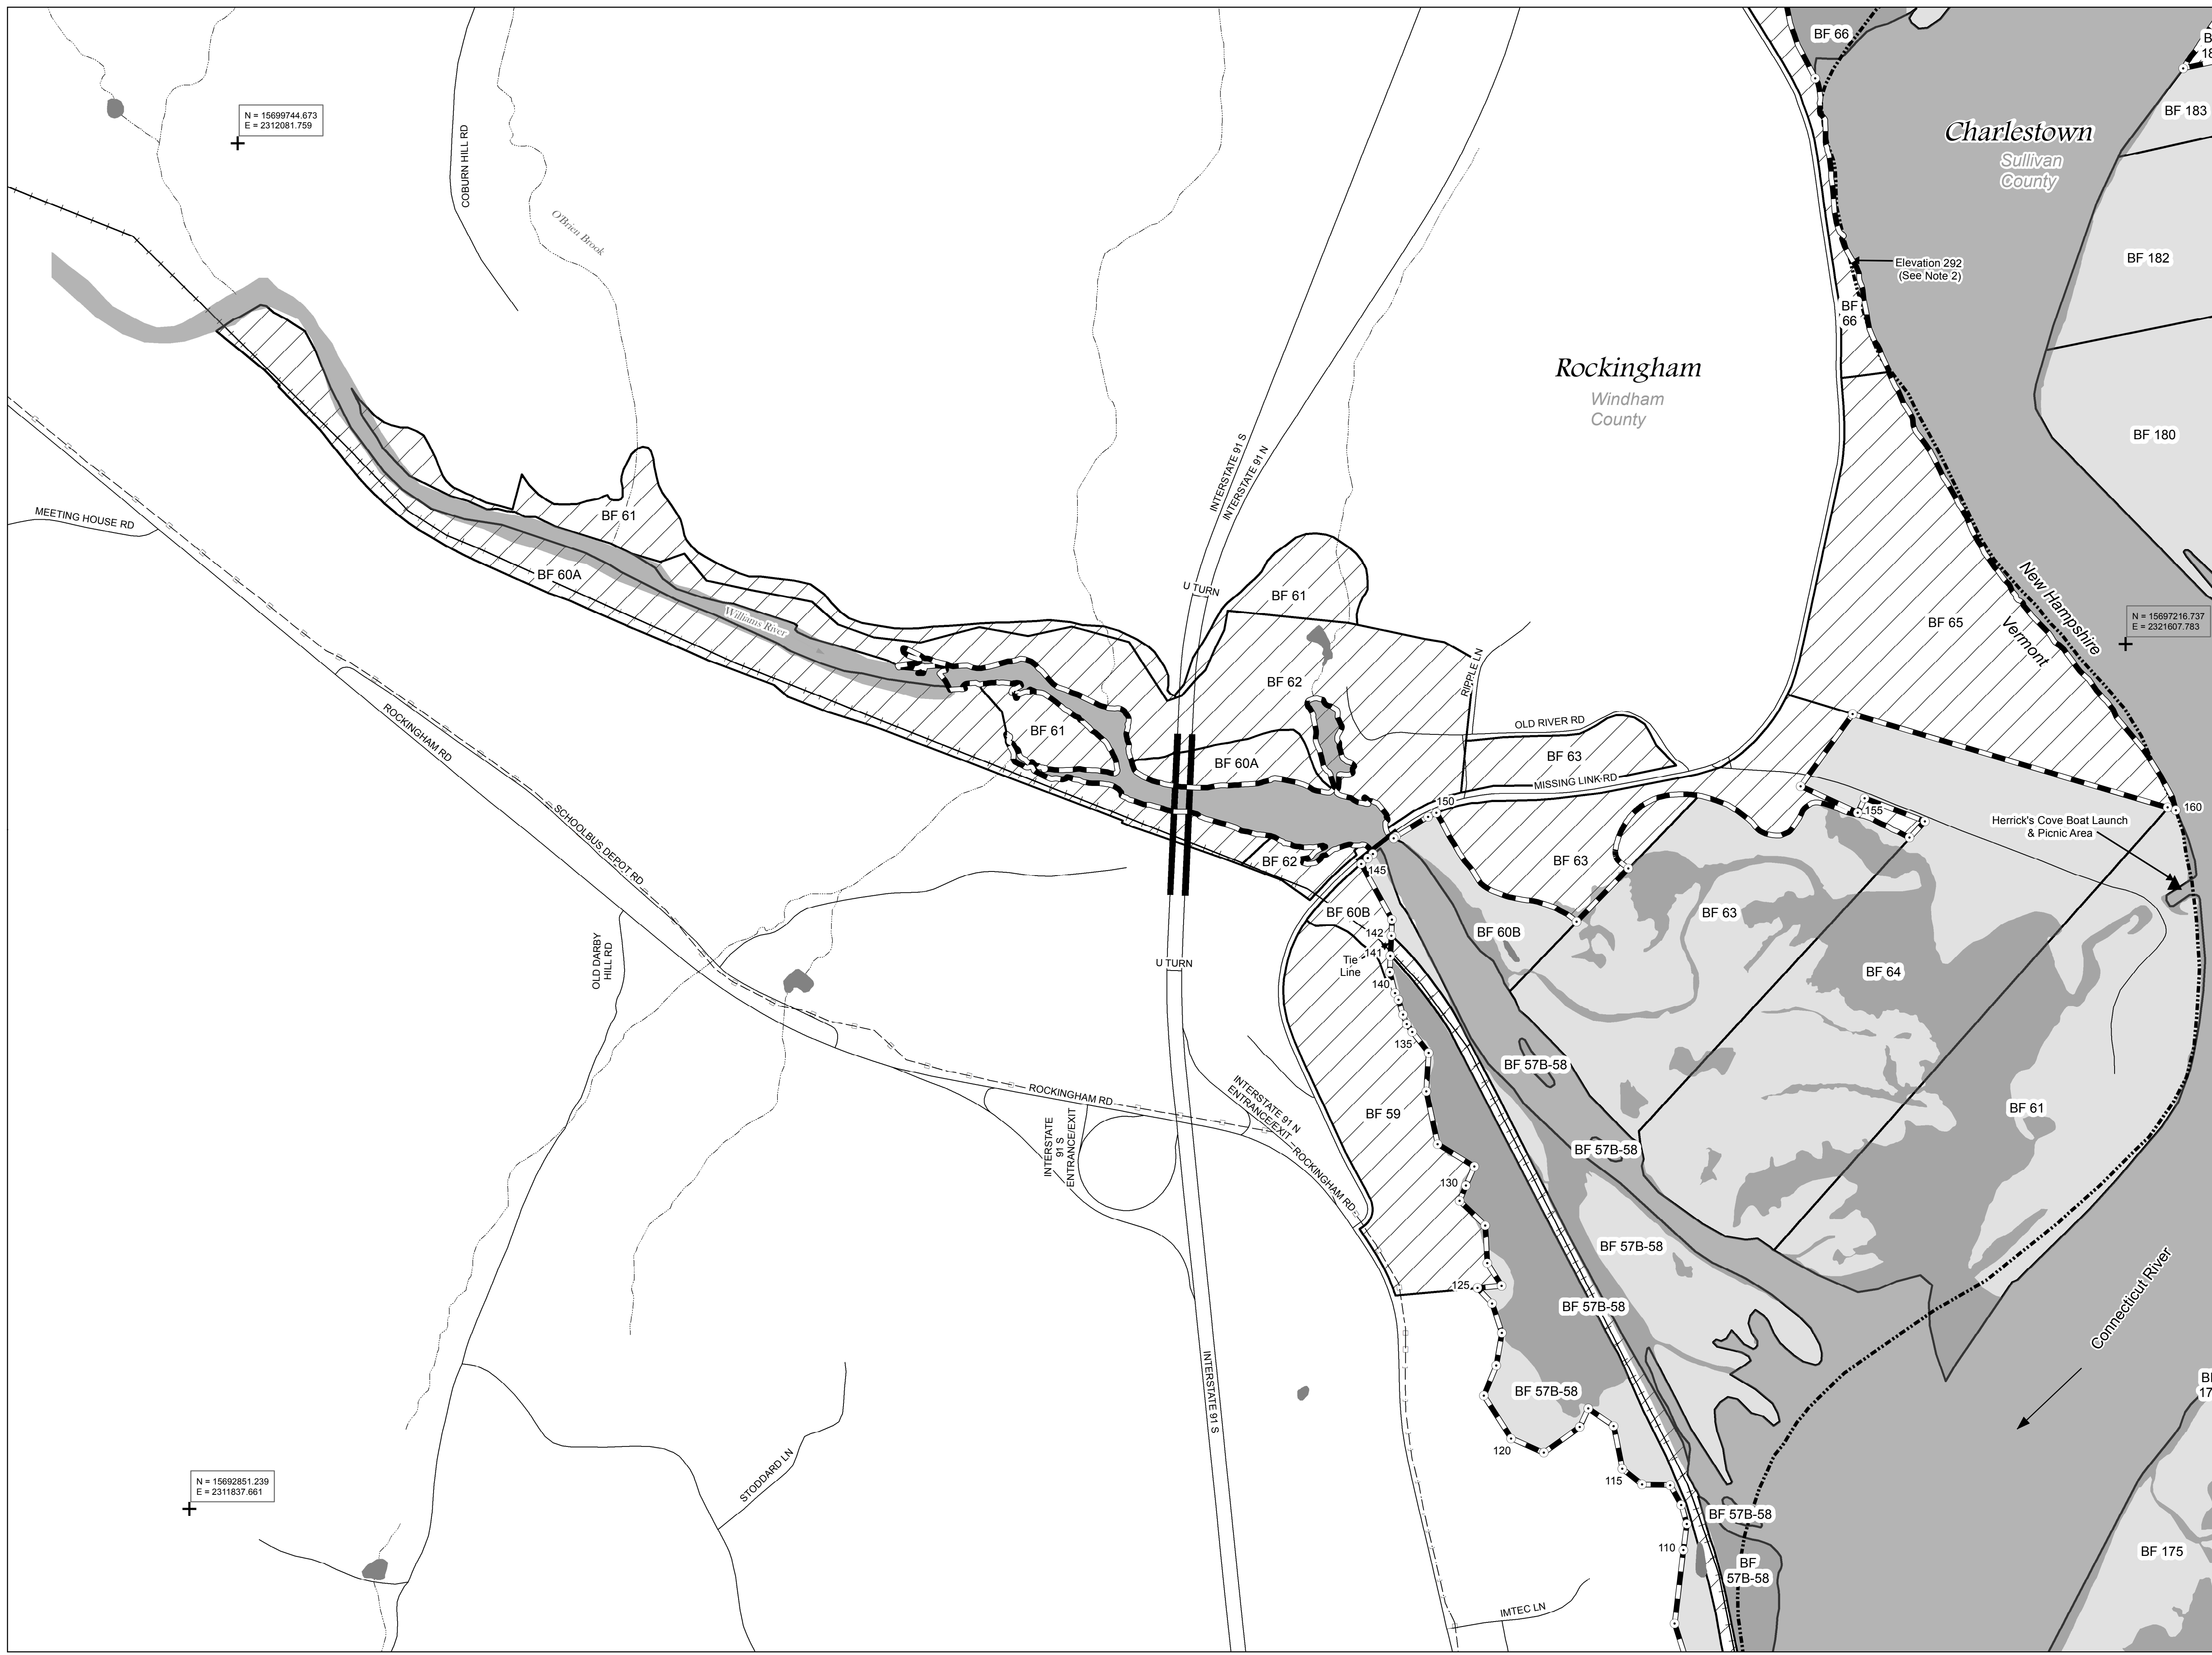 BF 66
B
18
N = 15699744.673
E = 2312081.759
BF 183
Charlestown
Sullivan
County
COBURN HILL RD
O'Brien Brook
BF 182
Elevation 292
(See Note 2)
BF
66
Rockingham
Windham
County
BF 180
INTERSTATE 91 S
INTERSTATE 91 N
MEETING HOUSE RD
BF 61
BF 60A
U TURN
BF 61
New Hampshire
Vermont
N = 15697216.737
E = 2321607.783
Williams River
BF 65
BF 62
RIPPLE LN
OLD RIVER RD
BF 61
ROCKINGHAM RD
BF 63
BF 60A
MISSING LINK RD
150
155
160
Herrick's Cove Boat Launch
& Picnic Area
SCHOOLBUS DEPOT RD
BF 62
145
BF 63
BF 60B
BF 63
142
BF 60B
141
Tie
Line
OLD DARBY
HILL RD
U TURN
BF 64
140
135
BF 57B-58
ROCKINGHAM RD
INTERSTATE 91 N
ENTRANCE/EXIT
BF 59
BF 61
INTERSTATE
91 S
ENTRANCE/EXIT
BF 57B-58
ROCKINGHAM RD
130
BF 57B-58
125
BF 57B-58
Connecticut River
INTERSTATE 91 S
BF 57B-58
BF
17
120
STODDARD LN
115
N = 15692851.239
E = 2311837.661
BF 57B-58
110
BF
57B-58
BF 175
IMTEC LN